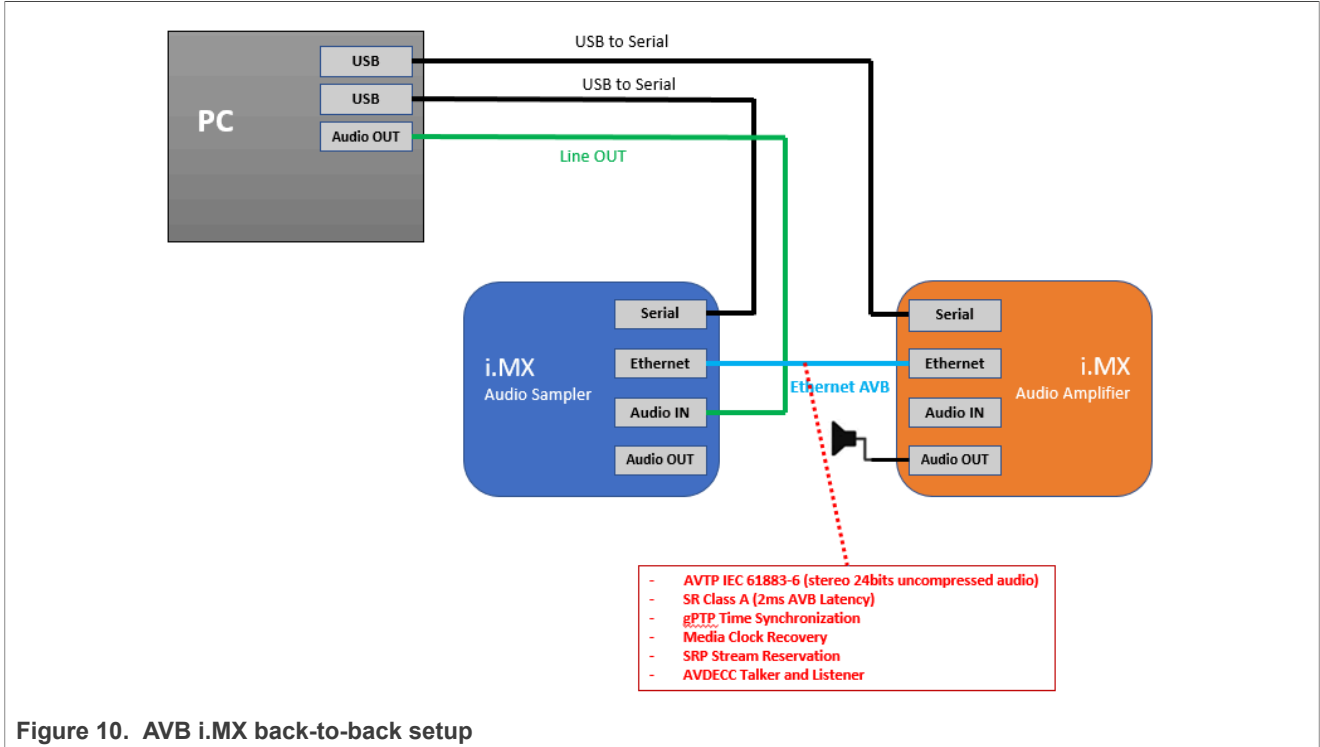 USB to Serial
USB
USB to Serial
USB
PC
Audio OUT
Line OUT
Serial
Serial
i.MX
Ethernet
Ethernet
i.MX
Audio Sampler
Ethernet AVB
Audio Amplifier
Audio IN
Audio IN
Audio OUT
Audio OUT
- AVTP IEC 61883-6 (stereo 24bits uncompressed audio)
- SR Class A (2ms AVB Latency)
- gPTP Time Synchronization
- Media Clock Recovery
- SRP Stream Reservation
- AVDECC Talker and Listener
Figure 10. AVB i.MX back-to-back setup